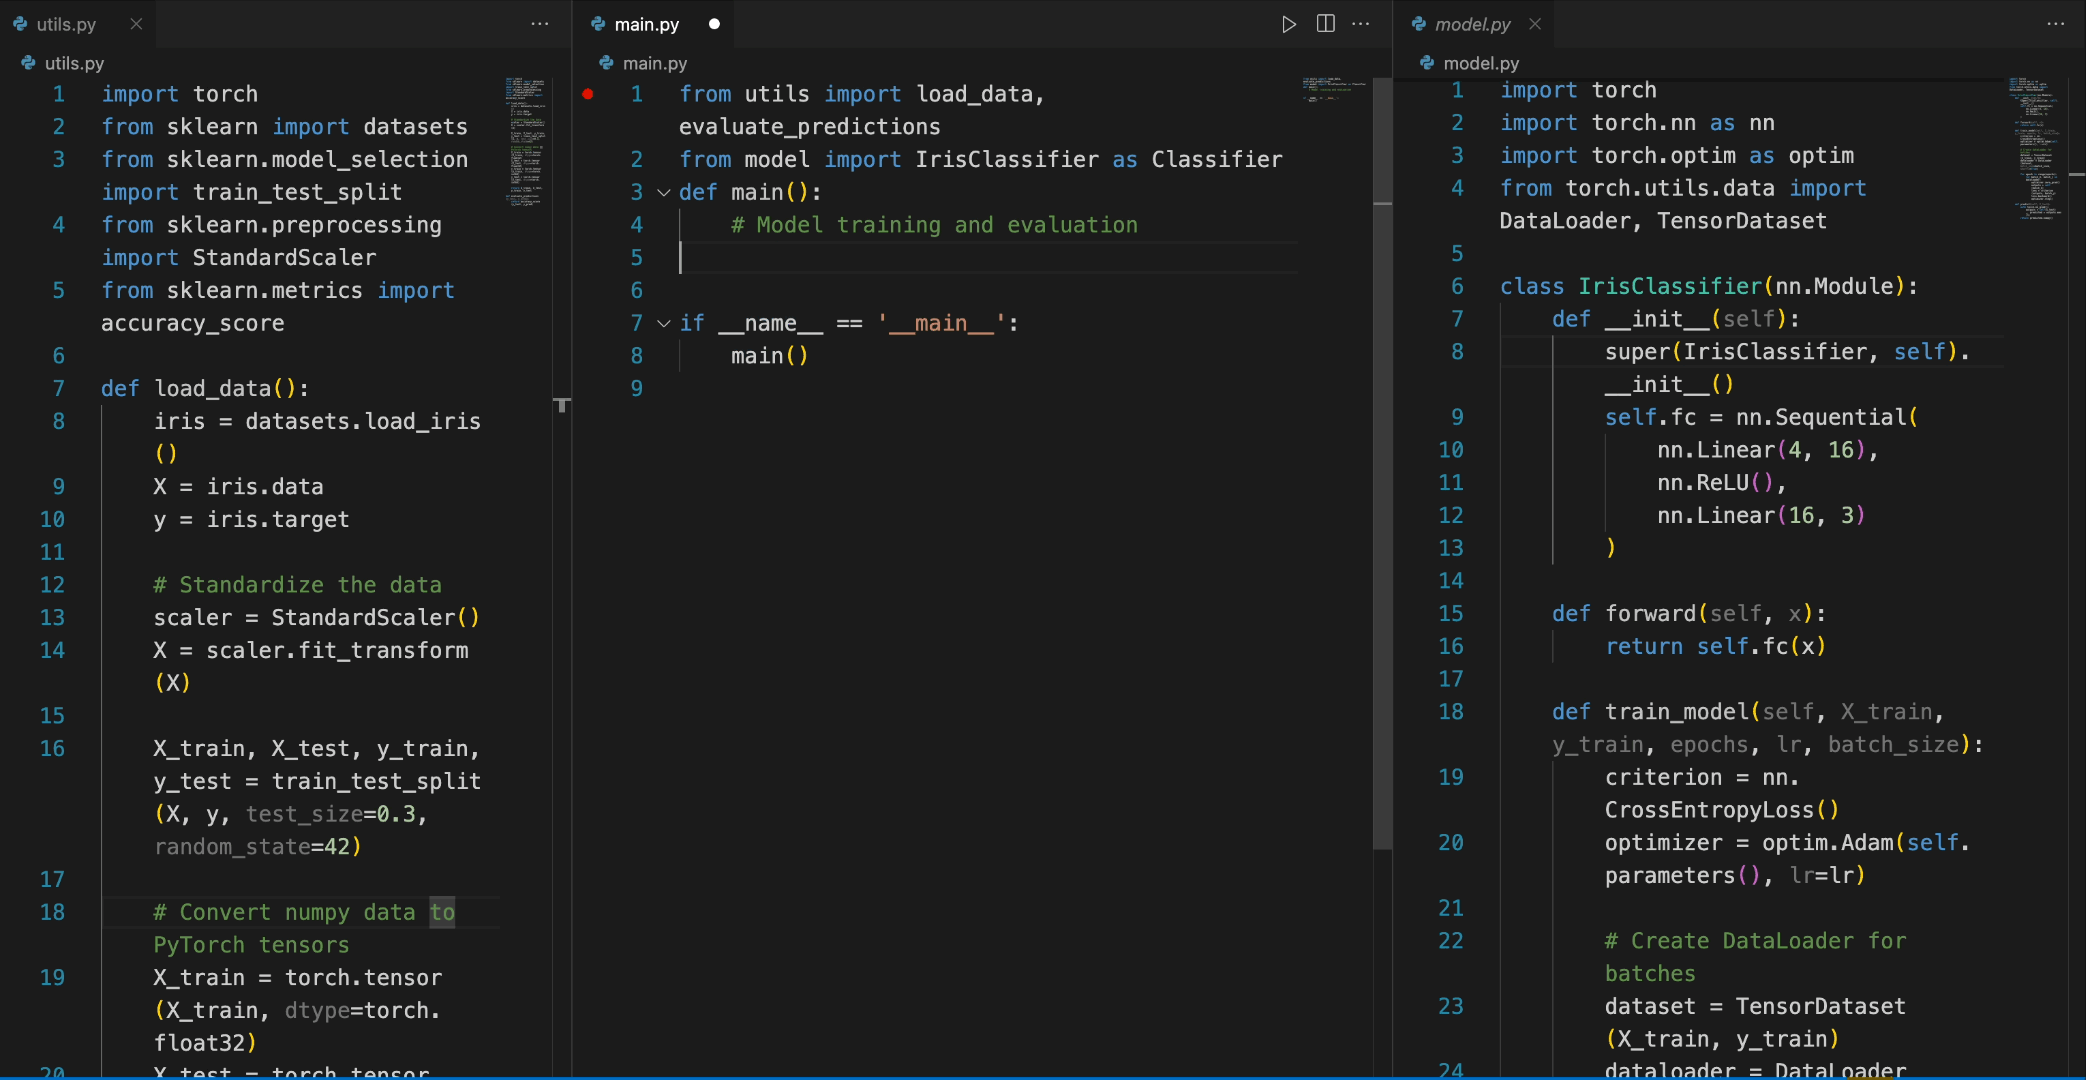 utils.py
utils.py
1 import torch
2 from sklearn import datasets
3 from sklearn.model_selection
import train_test_split
4 from sklearn.preprocessing
import StandardScaler
5 from sklearn.metrics import
accuracy_score
6
7 def load_data():
8 iris = datasets.load_iris
()
9 X = iris.data
10 y = iris.target
11
12 # Standardize the data
13 scaler = StandardScaler()
14 X = scaler.fit_transform
(X)
15
16 X_train, X_test, y_train,
y_test = train_test_split
(X, y, test_size=0.3,
random_state=42)
17
18 # Convert numpy data to
PyTorch tensors
19 X_train = torch.tensor
(X_train, dtype=torch.
float32)
20 X_test = torch.tensor
main.py
main.py
1 from utils import load_data,
evaluate_predictions
2 from model import IrisClassifier as Classifier
3 def main():
4 # Model training and evaluation
5
6
7 if __name__ == '__main__':
8 main()
9
model.py
model.py
1 import torch
2 import torch.nn as nn
3 import torch.optim as optim
4 from torch.utils.data import
DataLoader, TensorDataset
5
6 class IrisClassifier(nn.Module):
7 def __init__(self):
8 super(IrisClassifier, self).
__init__()
9 self.fc = nn.Sequential(
10 nn.Linear(4, 16),
11 nn.ReLU(),
12 nn.Linear(16, 3)
13 )
14
15 def forward(self, x):
16 return self.fc(x)
17
18 def train_model(self, X_train,
y_train, epochs, lr, batch_size):
19 criterion = nn.
CrossEntropyLoss()
20 optimizer = optim.Adam(self.
parameters(), lr=lr)
21
22 # Create DataLoader for
batches
23 dataset = TensorDataset
(X_train, y_train)
24 dataloader = DataLoader